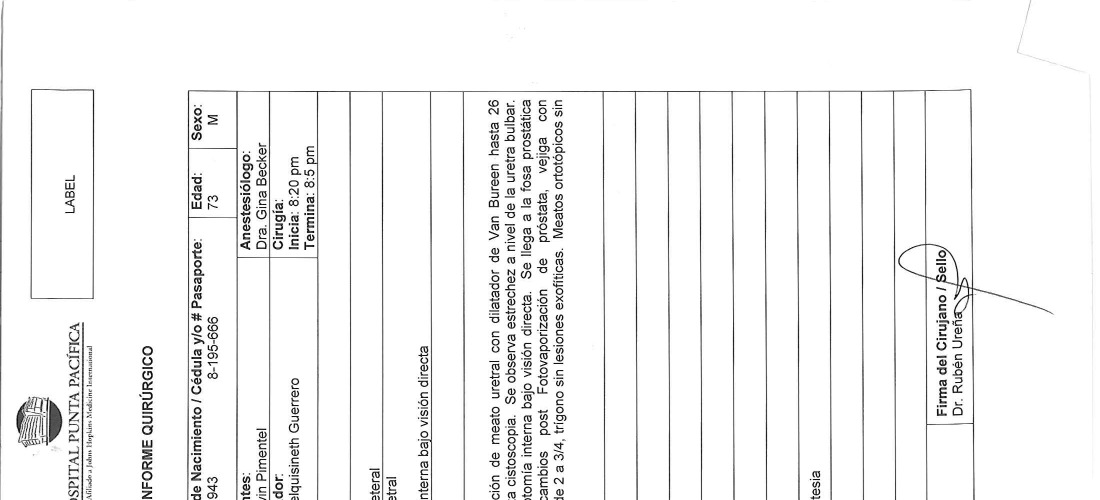 OSPITAL PUNTA PACÍFICA
Afiliado a Johns Hopkins Medicine International
LABEL
NFORME QUIRÚRGICO
de Nacimiento / Cédula y/o # Pasaporte:
943 8-195-666
Edad:
73
Sexo:
M
ntes:
vin Pimentel
Anestesiólogo:
Dra. Gina Becker
dor:
elquisineth Guerrero
Cirugía:
Inicia: 8:20 pm
Termina: 8:5 pm
eteral
etral
nterna bajo visión directa
ción de meato uretral con dilatador de Van Bureen hasta 26
a cistoscopia. Se observa estrechez a nivel de la uretra bulbar.
otomía interna bajo visión directa. Se llega a la fosa prostática
cambios post Fotovaporización de próstata, vejiga con
de 2 a 3/4, trígono sin lesiones exofíticas. Meatos ortotópicos sin
tesia
Firma del Cirujano / Sello
Dr. Rubén Ureña